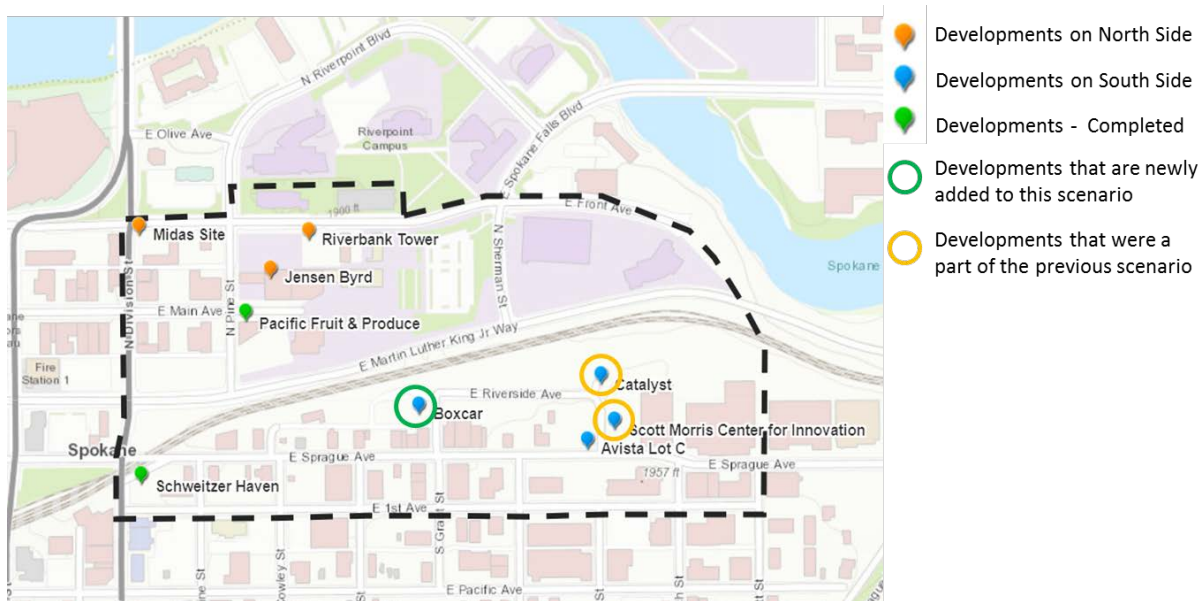 N Riverpoint Blvd
E Olive Ave
Riverpoint
Campus
E Spokane Falls Blvd
1900 ft
E Front Ave
Midas Site
Riverbank Tower
Jensen Byrd
N Division St
N Pine St
N Sherman St
Spokane
E Main Ave
Pacific Fruit & Produce
E Martin Luther King Jr Way
Fire
Station 1
Catalyst
E Riverside Ave
Boxcar
Scott Morris Center for Innovation
Avista Lot C
Spokane
E Sprague Ave
E Sprague Ave
1957 ft
Schweitzer Haven
E 1st Ave
S Grant St
E Pacific Ave
Developments on North Side
Developments on South Side
Developments - Completed
Developments that are newly
added to this scenario
Developments that were a
part of the previous scenario